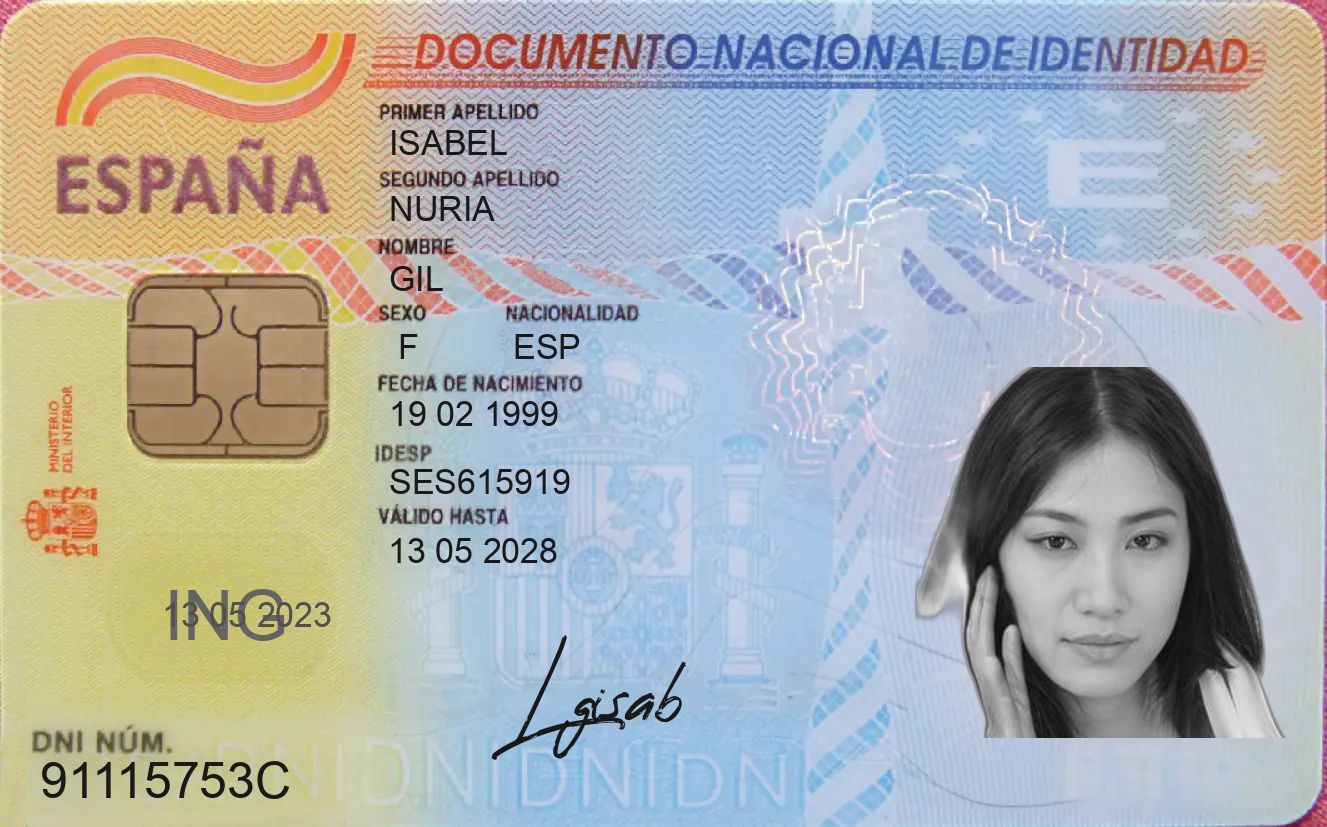 DOCUMENTO NACIONAL DE IDENTIDAD
ESPAÑA
PRIMER APELLIDO
ISABEL
SEGUNDO APELLIDO
NURIA
NOMBRE
GIL
SEXO NACIONALIDAD
F ESP
FECHA DE NACIMIENTO
19 02 1999
IDESP
SES615919
VÁLIDO HASTA
13 05 2028
MINISTERIO
DEL INTERIOR
E
ING
13 05 2023
Lgisab
DNI NÚM.
91115753C
DNIDNIDNIDNI